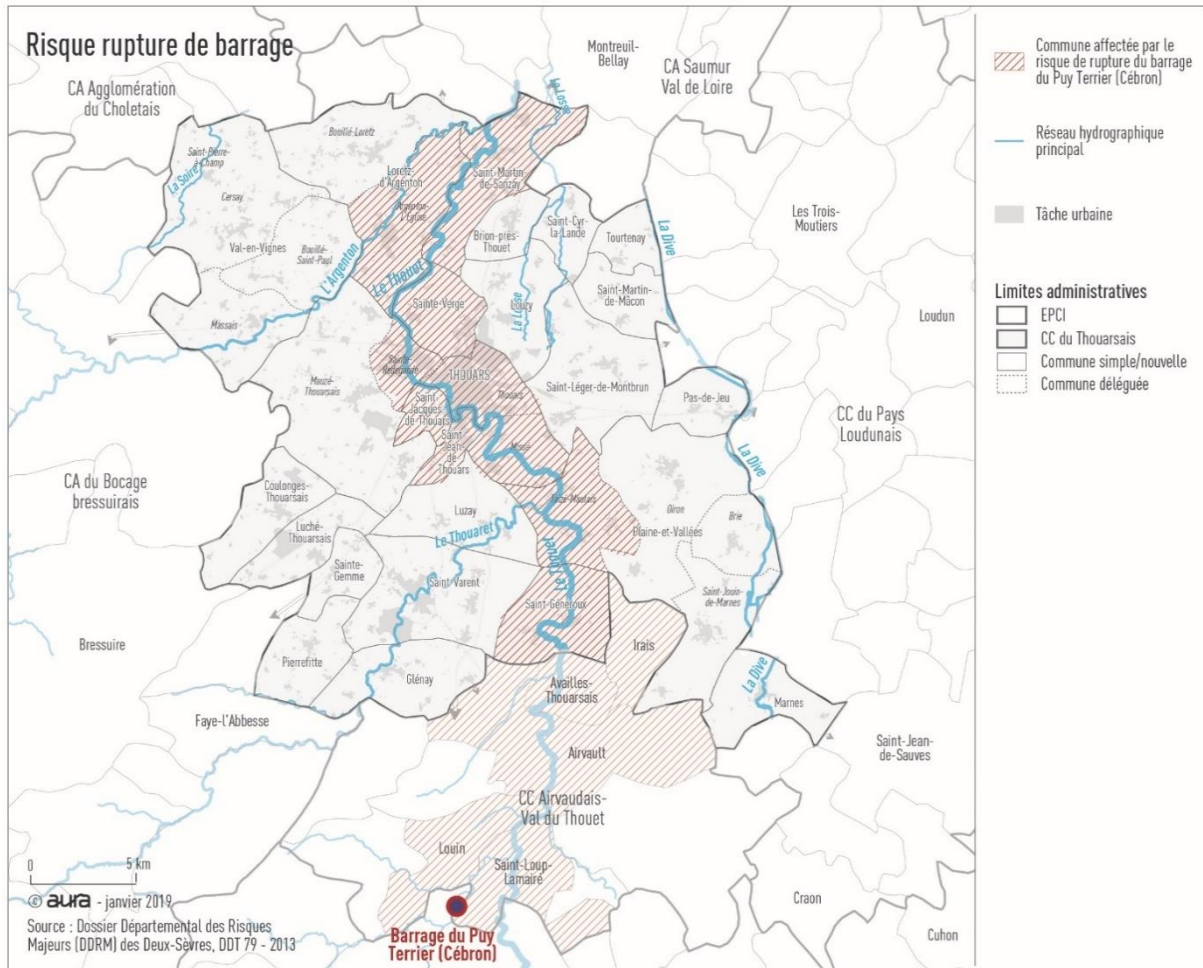 Risque rupture de barrage
CA Agglomération
du Choletais
Montreuil-
Bellay
CA Saumur
Val de Loire
La Losse
Bouillé-Loretz
Saint-Pierre-
à-Champ
La Soire
Cersay
Loretz-
d'Argenton
Argenton-
l'Église
Saint-Martin-
de-Sanzay
Val-en-Vignes
Bouillé-
Saint-Paul
L'Argenton
Le Thouet
Brion-près-
Thouet
Saint-Cyr-
la-Lande
Tourtenay
La Dive
Les Trois-
Moutiers
Saint-Martin-
de-Mâcon
Louzy
La Losse
Sainte-Verge
Massais
Loudun
Mauzé-
Thouarsais
Sainte-
Radegonde
THOUARS
Thouars
Saint-Léger-de-Montbrun
Pas-de-Jeu
Saint-
Jacques-
de-Thouars
Saint-
Jean-
de-
Thouars
Missé
CC du Pays
Loudunais
La Dive
CA du Bocage
bressuirais
Coulonges-
Thouarsais
Luché-
Thouarsais
Luzay
Le Thouaret
Taizé-Maulais
Oiron
Brie
Plaine-et-Vallées
Sainte-
Gemme
Saint-Varent
Le Thouet
Saint-Généroux
Saint-Jouin-
de-Marnes
Bressuire
Pierrefitte
Glénay
Irais
Availles-
Thouarsais
La Dive
Marnes
Faye-l'Abbesse
Airvault
Saint-Jean-
de-Sauves
CC Airvaudais-
Val du Thouet
Louin
Saint-Loup-
Lamairé
Craon
Cuhon
Barrage du Puy
Terrier (Cébron)
0 5 km
© aura - janvier 2019
Source : Dossier Départemental des Risques
Majeurs (DDRM) des Deux-Sèvres, DDT 79 - 2013
Commune affectée par le
risque de rupture du barrage
du Puy Terrier (Cébron)
Réseau hydrographique
principal
Tâche urbaine
Limites administratives
EPCI
CC du Thouarsais
Commune simple/nouvelle
Commune déléguée